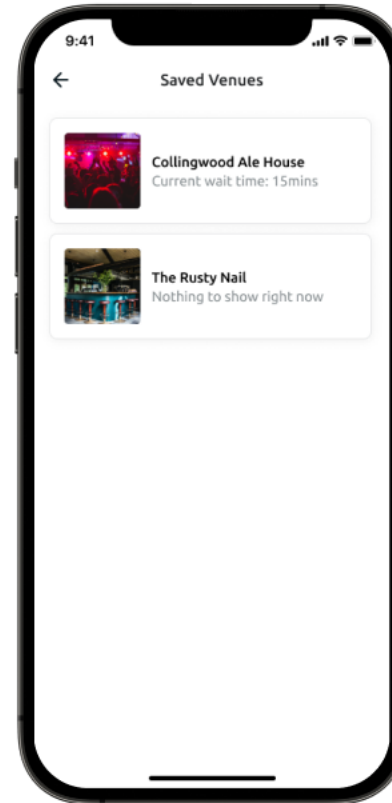 9:41
Saved Venues
Collingwood Ale House
Current wait time: 15mins
The Rusty Nail
Nothing to show right now